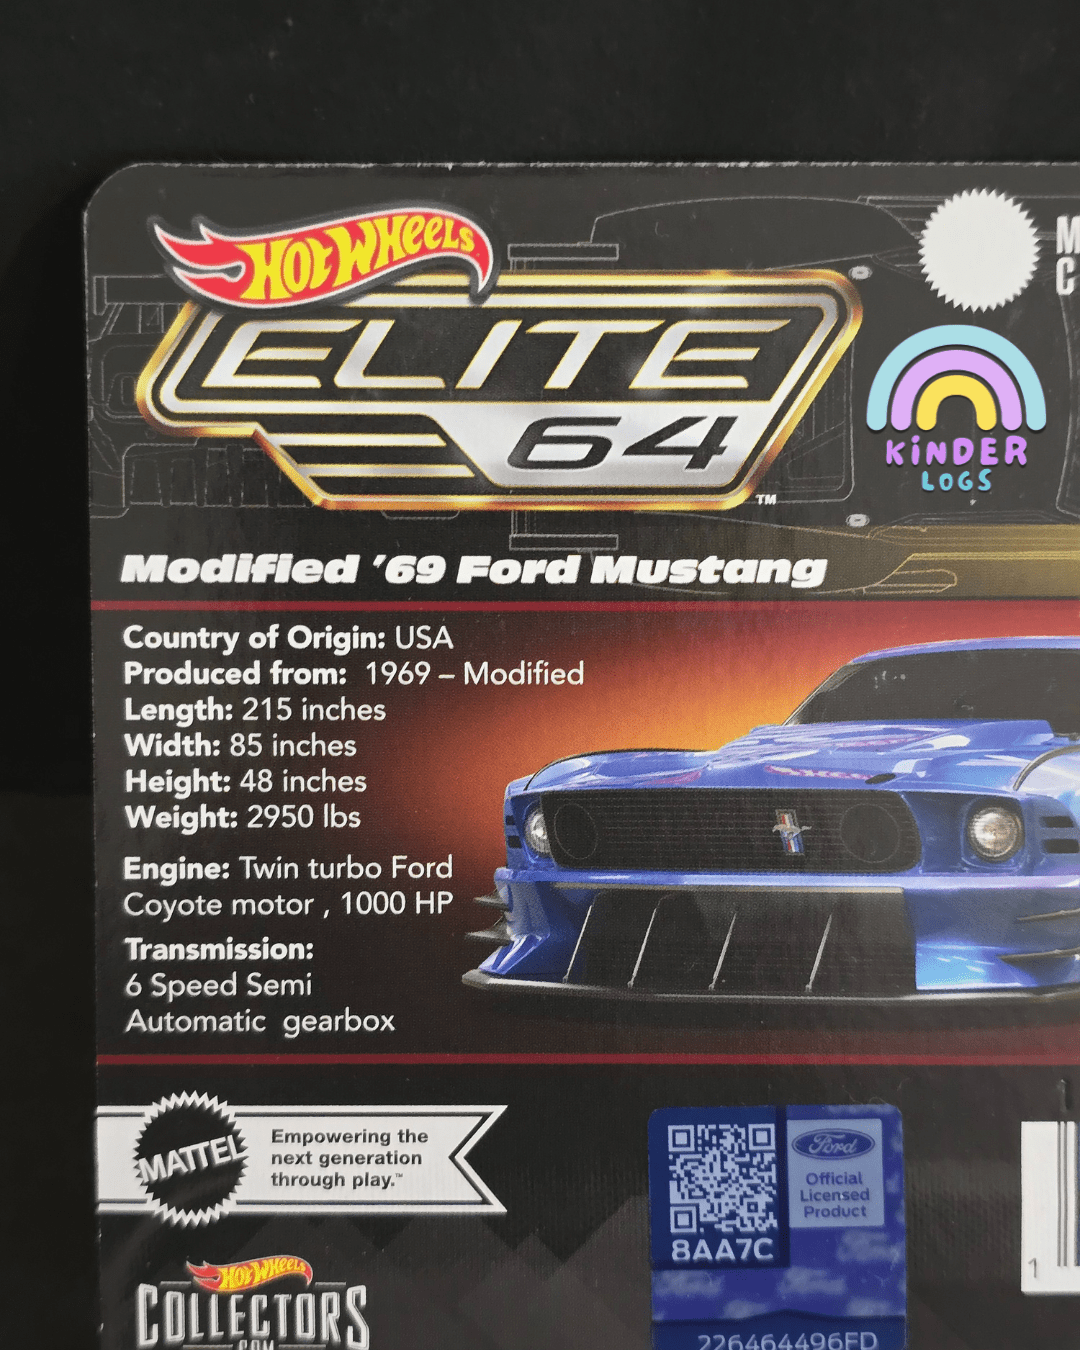 HOT WHEELS
ELITE
64
TM
M
C
KiNDER
LOGS
Modified '69 Ford Mustang
Country of Origin: USA
Produced from: 1969 – Modified
Length: 215 inches
Width: 85 inches
Height: 48 inches
Weight: 2950 lbs
Engine: Twin turbo Ford
Coyote motor , 1000 HP
Transmission:
6 Speed Semi
Automatic gearbox
MATTEL
Empowering the
next generation
through play.™
Ford
Official
Licensed
Product
8AA7C
226464496FD
1
HOT WHEELS
COLLECTORS
.COM